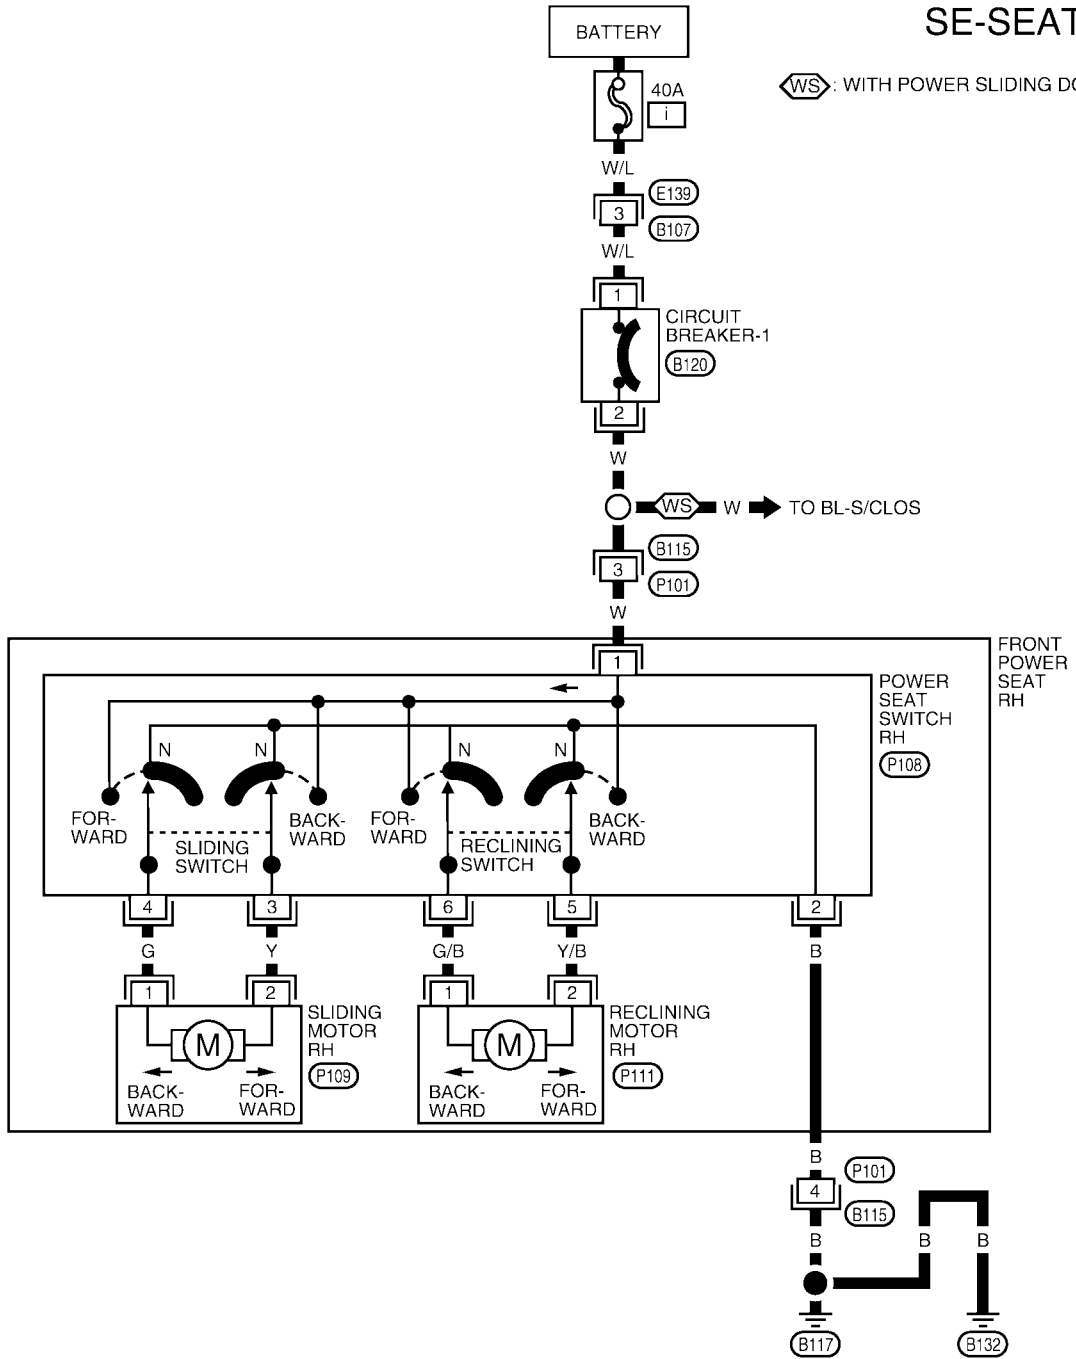 SE-SEAT
BATTERY
WS : WITH POWER SLIDING DO
40A
i
W/L
E139
3
B107
W/L
1
CIRCUIT
BREAKER-1
B120
2
W
WS W TO BL-S/CLOS
B115
3
P101
W
1
FRONT
POWER
SEAT
RH
POWER
SEAT
SWITCH
RH
P108
N N N N
FOR-
WARD
SLIDING
SWITCH
BACK-
WARD
FOR-
WARD
RECLINING
SWITCH
BACK-
WARD
4 3 6 5 2
G Y G/B Y/B B
1 2 1 2
SLIDING
MOTOR
RH
P109
M
BACK-
WARD
FOR-
WARD
RECLINING
MOTOR
RH
P111
M
BACK-
WARD
FOR-
WARD
B
P101
4
B115
B B B
B117 B132